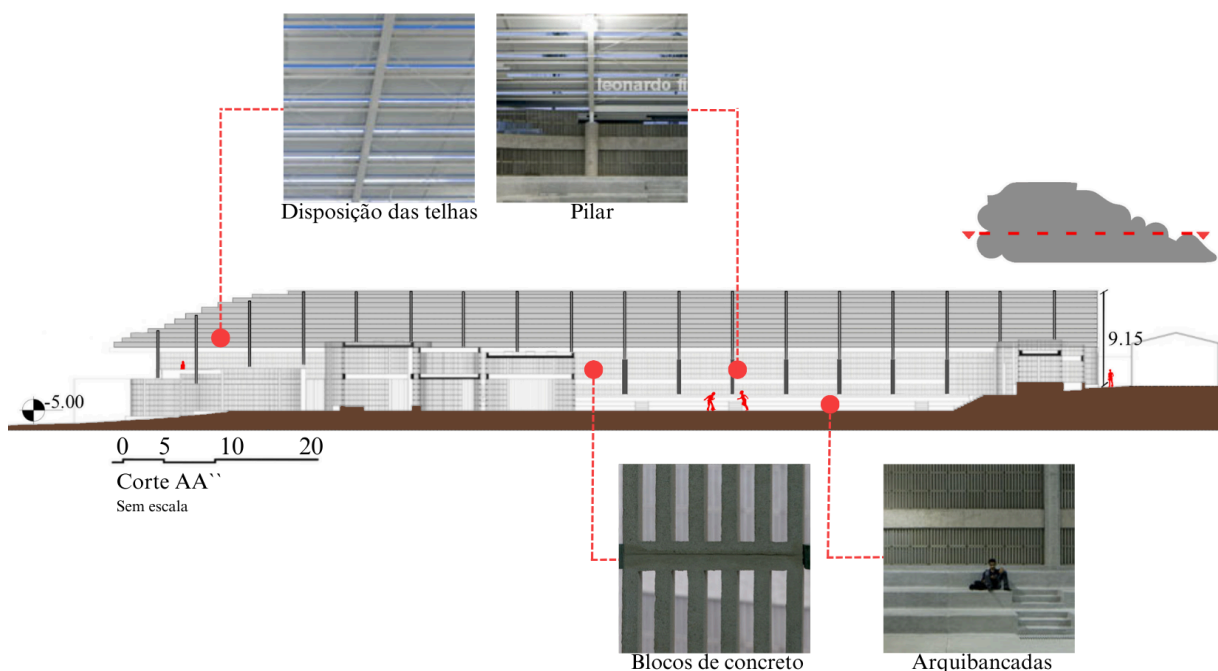 leonardo fi
Disposição das telhas
Pilar
9.15
-5.00
0 5 10 20
Corte AA``
Sem escala
Blocos de concreto
Arquibancadas